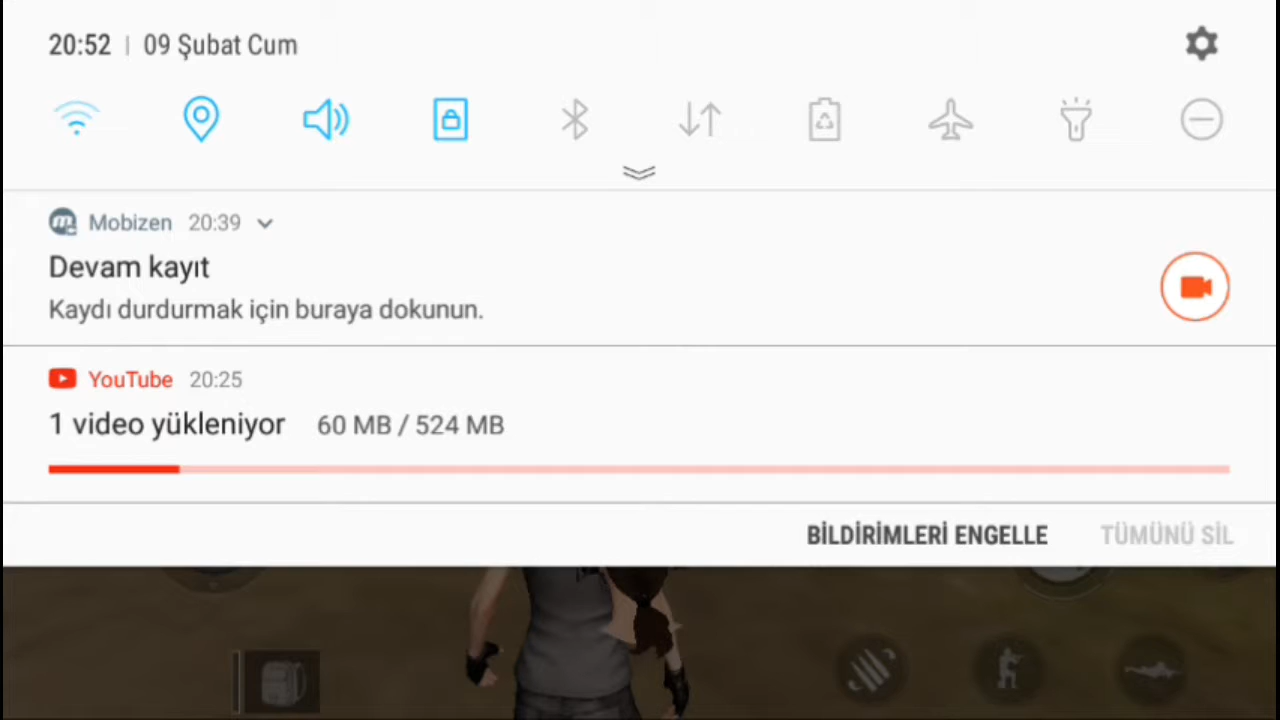 20:52 | 09 Şubat Cum
Mobizen 20:39
Devam kayıt
Kaydı durdurmak için buraya dokunun.
YouTube 20:25
1 video yükleniyor 60 MB / 524 MB
BİLDİRİMLERİ ENGELLE TÜMÜNÜ SİL